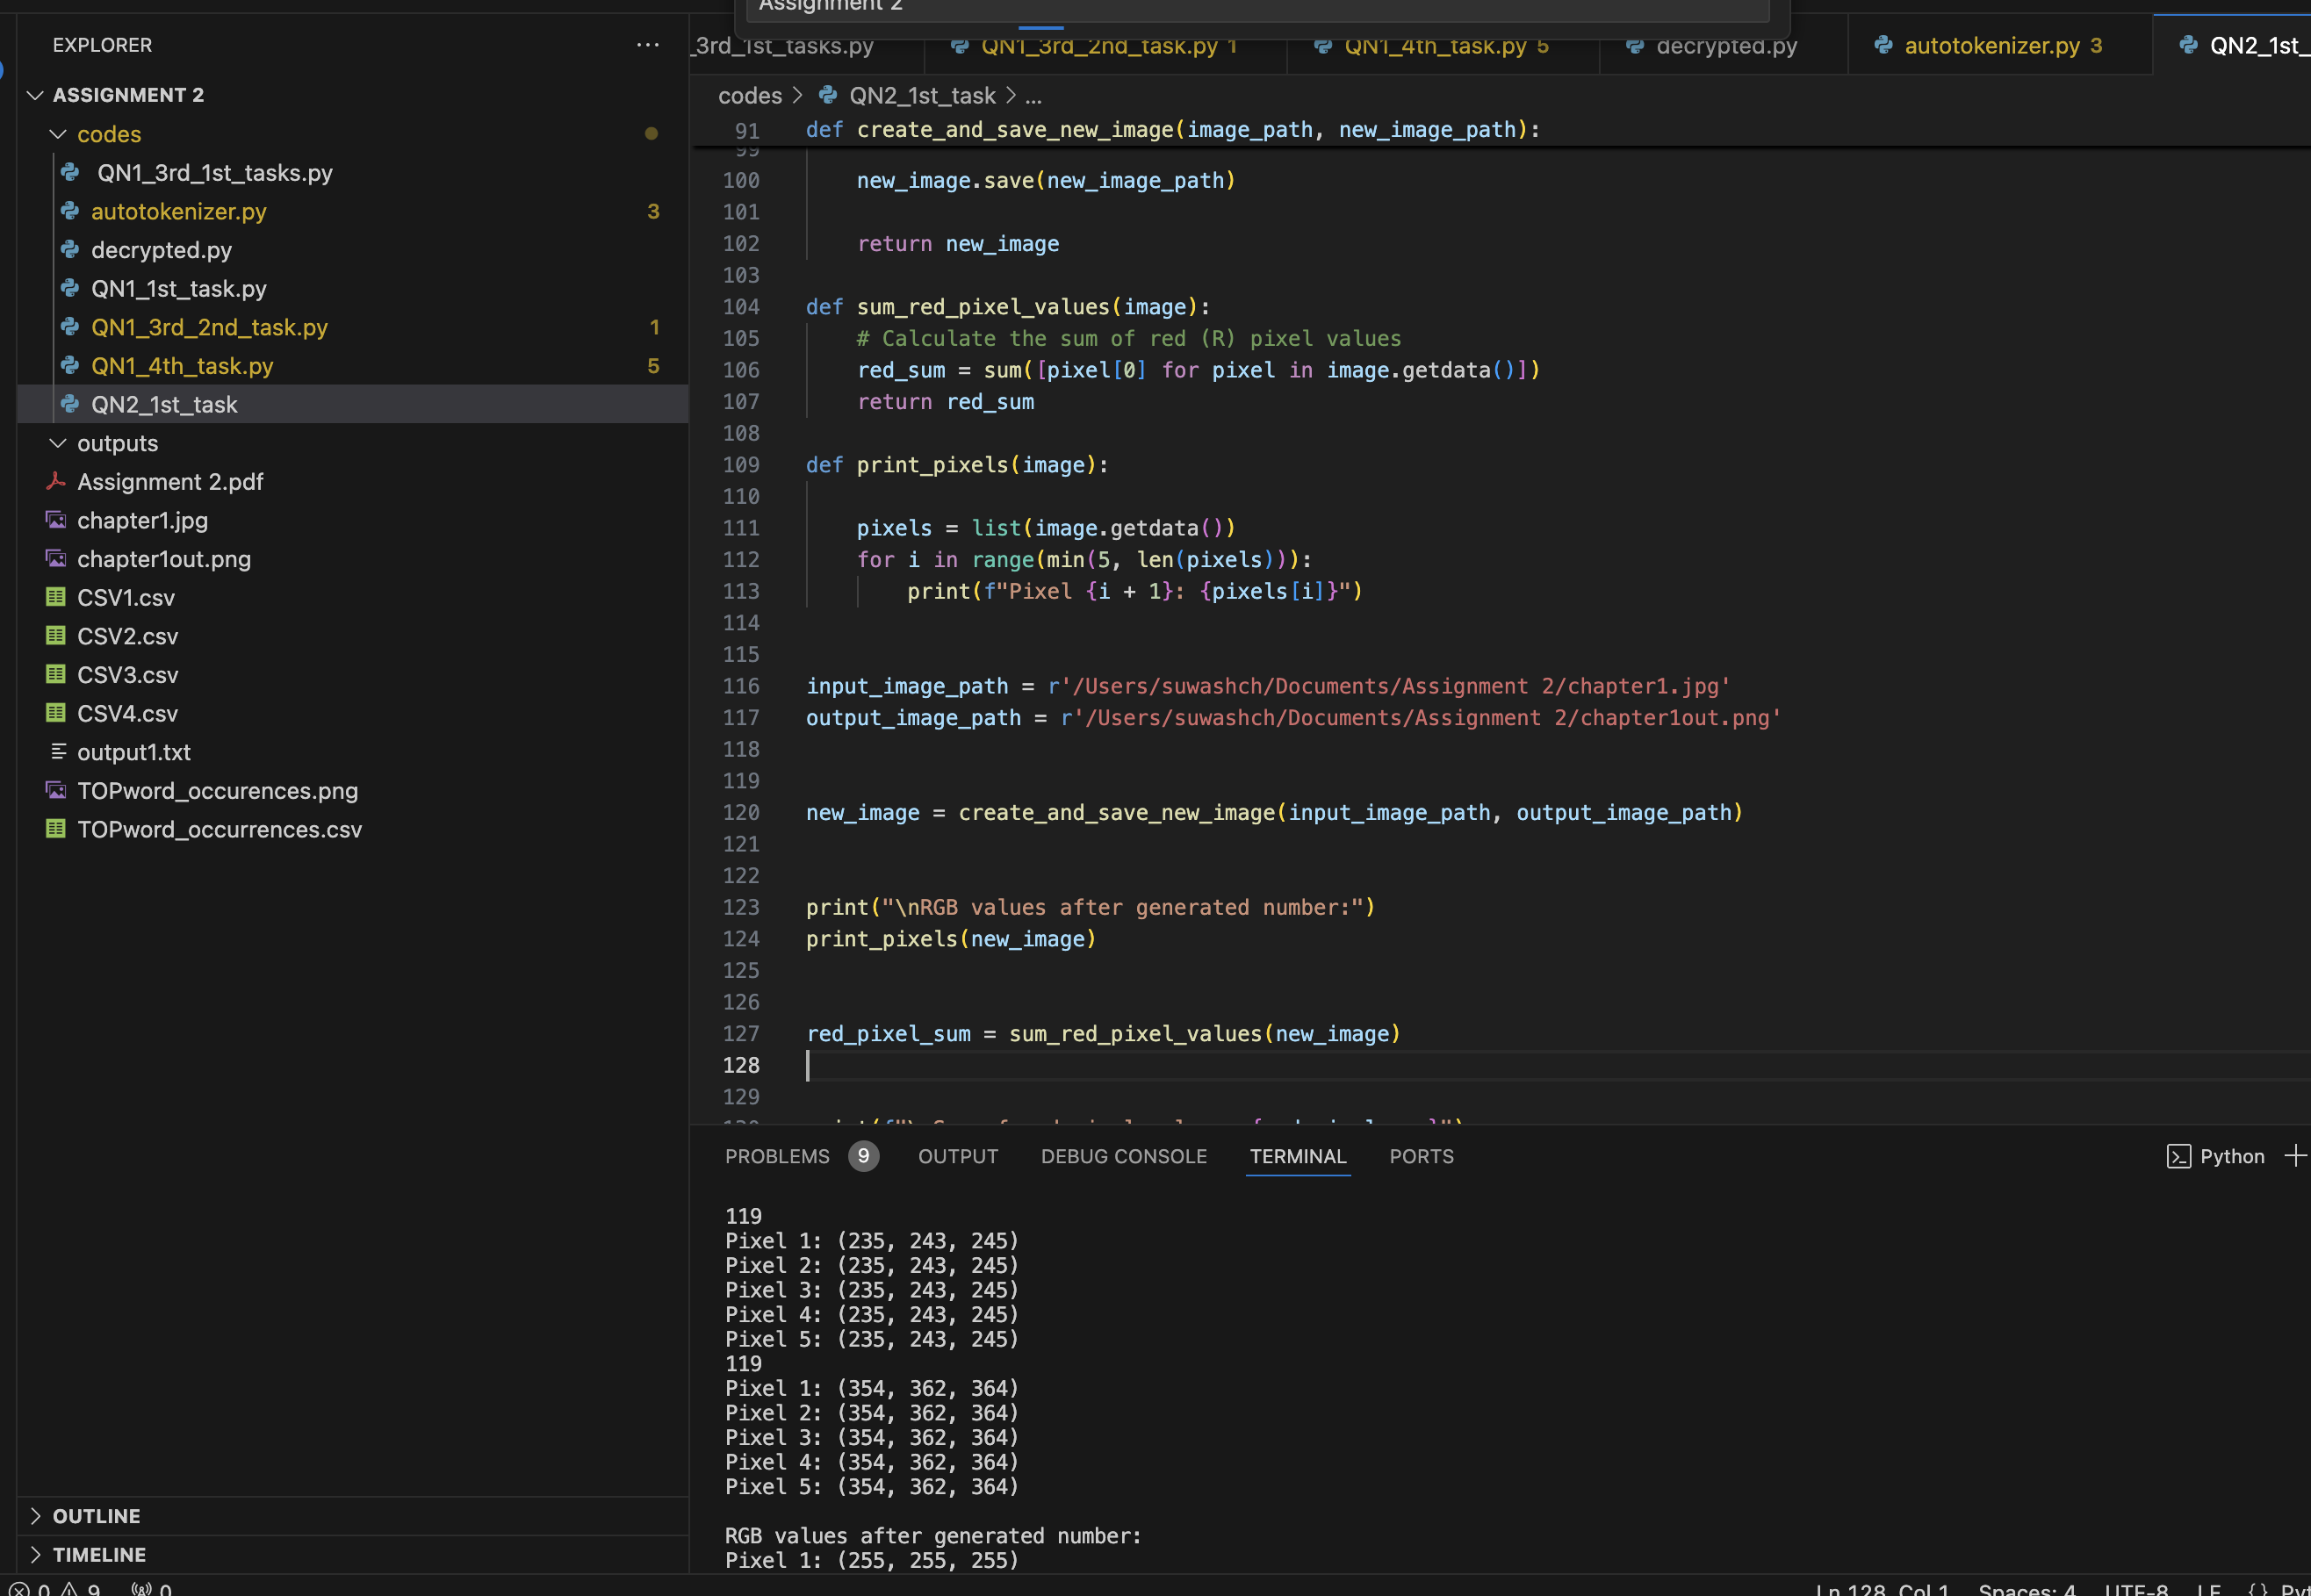 Assignment 2
EXPLORER
ASSIGNMENT 2
codes
QN1_3rd_1st_tasks.py
autotokenizer.py 3
decrypted.py
QN1_1st_task.py
QN1_3rd_2nd_task.py 1
QN1_4th_task.py 5
QN2_1st_task
outputs
Assignment 2.pdf
chapter1.jpg
chapter1out.png
CSV1.csv
CSV2.csv
CSV3.csv
CSV4.csv
output1.txt
TOPword_occurences.png
TOPword_occurrences.csv
OUTLINE
TIMELINE
_3rd_1st_tasks.py QN1_3rd_2nd_task.py 1 QN1_4th_task.py 5 decrypted.py autotokenizer.py 3 QN2_1st_
codes > QN2_1st_task > ...
91 def create_and_save_new_image(image_path, new_image_path):
99
100 new_image.save(new_image_path)
101
102 return new_image
103
104 def sum_red_pixel_values(image):
105 # Calculate the sum of red (R) pixel values
106 red_sum = sum([pixel[0] for pixel in image.getdata()])
107 return red_sum
108
109 def print_pixels(image):
110
111 pixels = list(image.getdata())
112 for i in range(min(5, len(pixels))):
113 print(f"Pixel {i + 1}: {pixels[i]}")
114
115
116 input_image_path = r'/Users/suwashch/Documents/Assignment 2/chapter1.jpg'
117 output_image_path = r'/Users/suwashch/Documents/Assignment 2/chapter1out.png'
118
119
120 new_image = create_and_save_new_image(input_image_path, output_image_path)
121
122
123 print("\nRGB values after generated number:")
124 print_pixels(new_image)
125
126
127 red_pixel_sum = sum_red_pixel_values(new_image)
128
129
PROBLEMS 9 OUTPUT DEBUG CONSOLE TERMINAL PORTS Python
119
Pixel 1: (235, 243, 245)
Pixel 2: (235, 243, 245)
Pixel 3: (235, 243, 245)
Pixel 4: (235, 243, 245)
Pixel 5: (235, 243, 245)
119
Pixel 1: (354, 362, 364)
Pixel 2: (354, 362, 364)
Pixel 3: (354, 362, 364)
Pixel 4: (354, 362, 364)
Pixel 5: (354, 362, 364)
RGB values after generated number:
Pixel 1: (255, 255, 255)
0 9 0 Ln 128, Col 1 Spaces: 4 UTF-8 LF {} Pyt